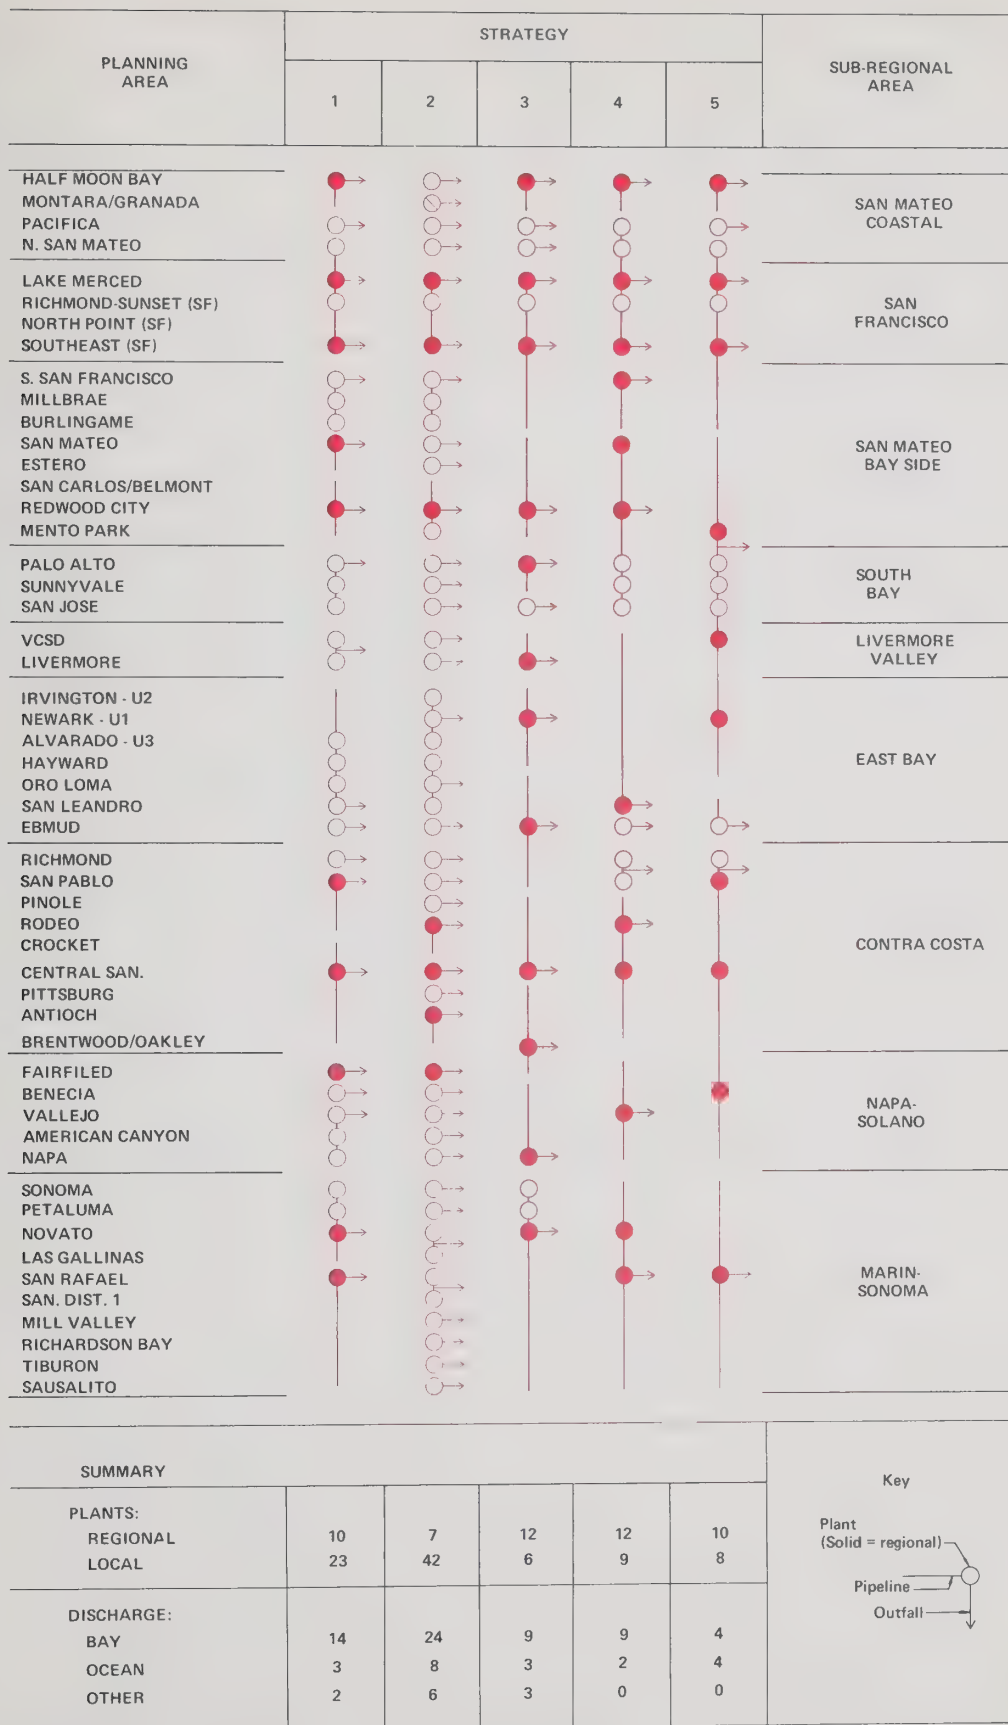 PLANNING AREA
STRATEGY
SUB-REGIONAL AREA
1 2 3 4 5
HALF MOON BAY
MONTARA/GRANADA
PACIFICA
N. SAN MATEO
SAN MATEO COASTAL
LAKE MERCED
RICHMOND-SUNSET (SF)
NORTH POINT (SF)
SOUTHEAST (SF)
SAN FRANCISCO
S. SAN FRANCISCO
MILLBRAE
BURLINGAME
SAN MATEO
ESTERO
SAN CARLOS/BELMONT
REDWOOD CITY
MENTO PARK
SAN MATEO BAY SIDE
PALO ALTO
SUNNYVALE
SAN JOSE
SOUTH BAY
VCSD
LIVERMORE
LIVERMORE VALLEY
IRVINGTON - U2
NEWARK - U1
ALVARADO - U3
HAYWARD
ORO LOMA
SAN LEANDRO
EBMUD
EAST BAY
RICHMOND
SAN PABLO
PINOLE
RODEO
CROCKET
CENTRAL SAN.
PITTSBURG
ANTIOCH
BRENTWOOD/OAKLEY
CONTRA COSTA
FAIRFILED
BENECIA
VALLEJO
AMERICAN CANYON
NAPA
NAPA-SOLANO
SONOMA
PETALUMA
NOVATO
LAS GALLINAS
SAN RAFAEL
SAN. DIST. 1
MILL VALLEY
RICHARDSON BAY
TIBURON
SAUSALITO
MARIN-SONOMA
SUMMARY
PLANTS:
REGIONAL 10 7 12 12 10
LOCAL 23 42 6 9 8
DISCHARGE:
BAY 14 24 9 9 4
OCEAN 3 8 3 2 4
OTHER 2 6 3 0 0
Key
Plant
(Solid = regional)
Pipeline
Outfall